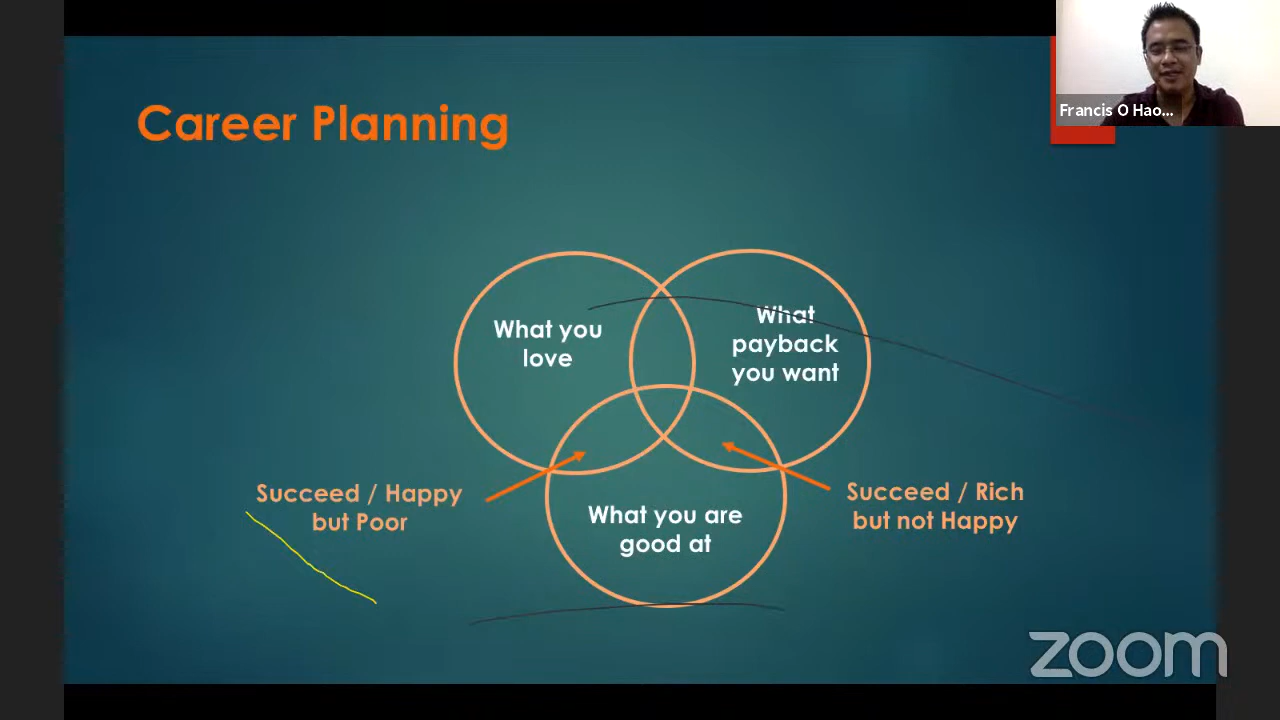 Career Planning
Francis O Hao...
What you
love
What
payback
you want
Succeed / Happy
but Poor
What you are
good at
Succeed / Rich
but not Happy
zoom